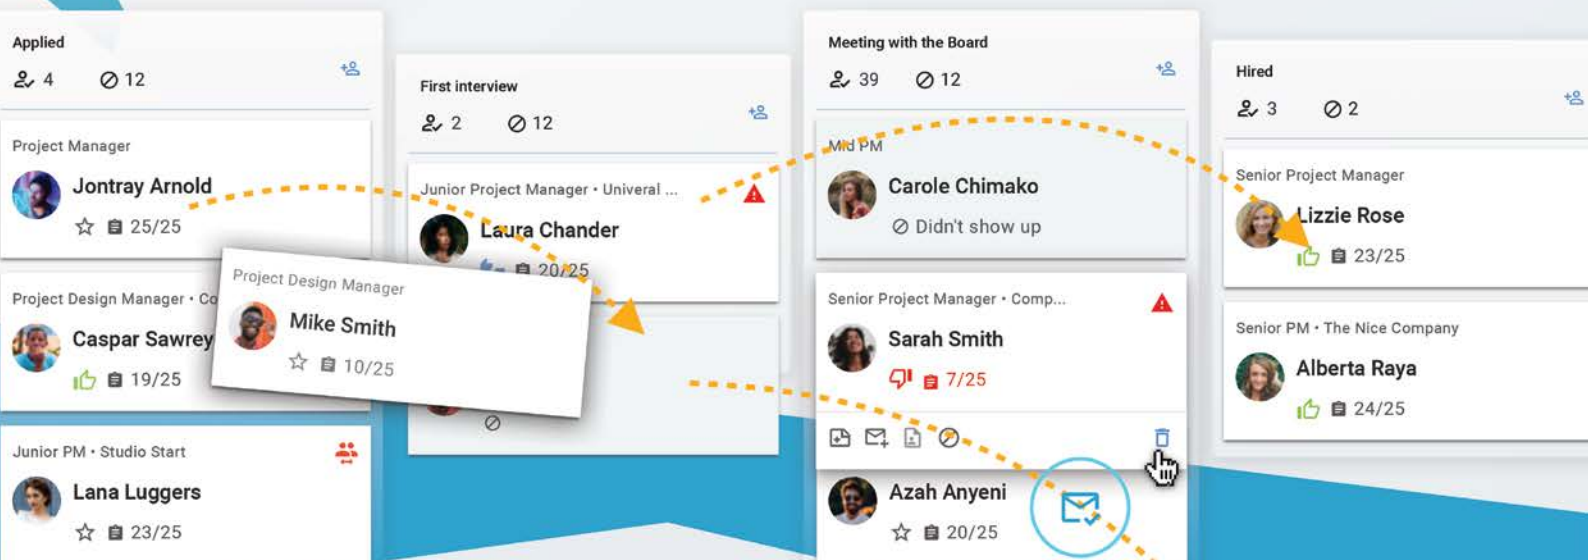 Applied
4 12
Project Manager
Jontray Arnold
25/25
Project Design Manager • Co
Caspar Sawrey
19/25
Junior PM • Studio Start
Lana Luggers
23/25
Project Design Manager
Mike Smith
10/25
First interview
2 12
Junior Project Manager • Univeral ...
Laura Chander
20/25
Meeting with the Board
39 12
Mid PM
Carole Chimako
Didn't show up
Senior Project Manager • Comp...
Sarah Smith
7/25
Azah Anyeni
20/25
Hired
3 2
Senior Project Manager
Lizzie Rose
23/25
Senior PM • The Nice Company
Alberta Raya
24/25